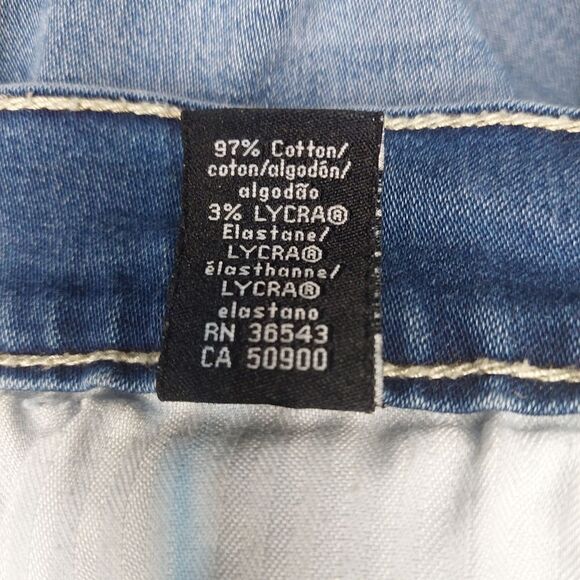 97% Cotton/
coton/algodón/
algodão
3% LYCRA®
Elastane/
LYCRA®
élasthanne/
LYCRA®
elastano
RN 36543
CA 50900